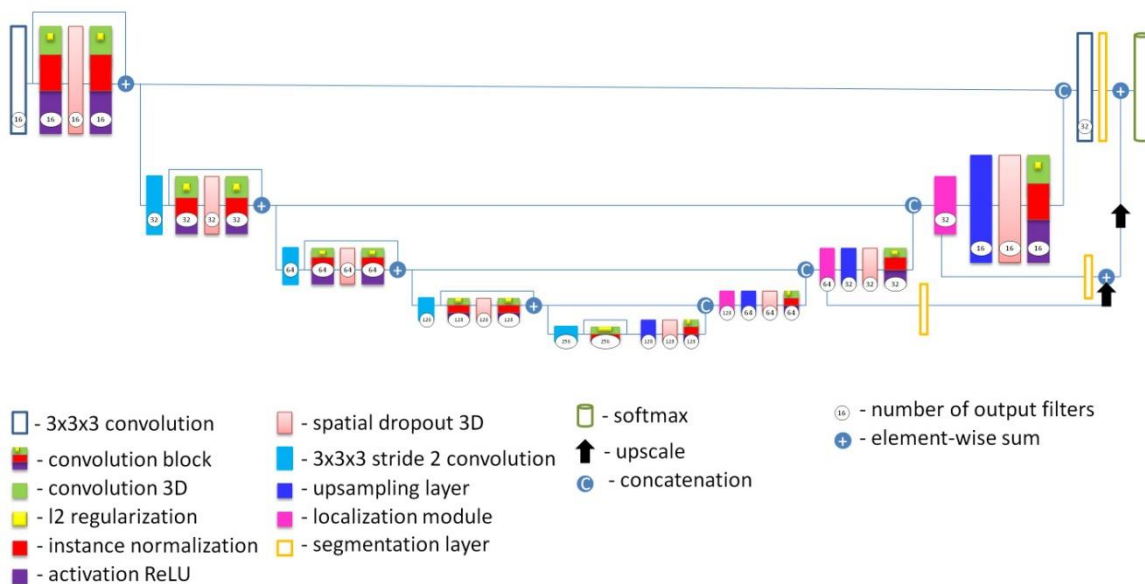 + C +
16 16 16 16 32
+ C
32 32 32 32 32
16 16 16
+ C +
64 64 64 64 64 32 32 32
+ C
128 128 128 128 128 64 64 64
256 256 128 128 128
- 3x3x3 convolution
- convolution block
- convolution 3D
- l2 regularization
- instance normalization
- activation ReLU
- spatial dropout 3D
- 3x3x3 stride 2 convolution
- upsampling layer
- localization module
- segmentation layer
- softmax
- upscale
C - concatenation
16 - number of output filters
+ - element-wise sum